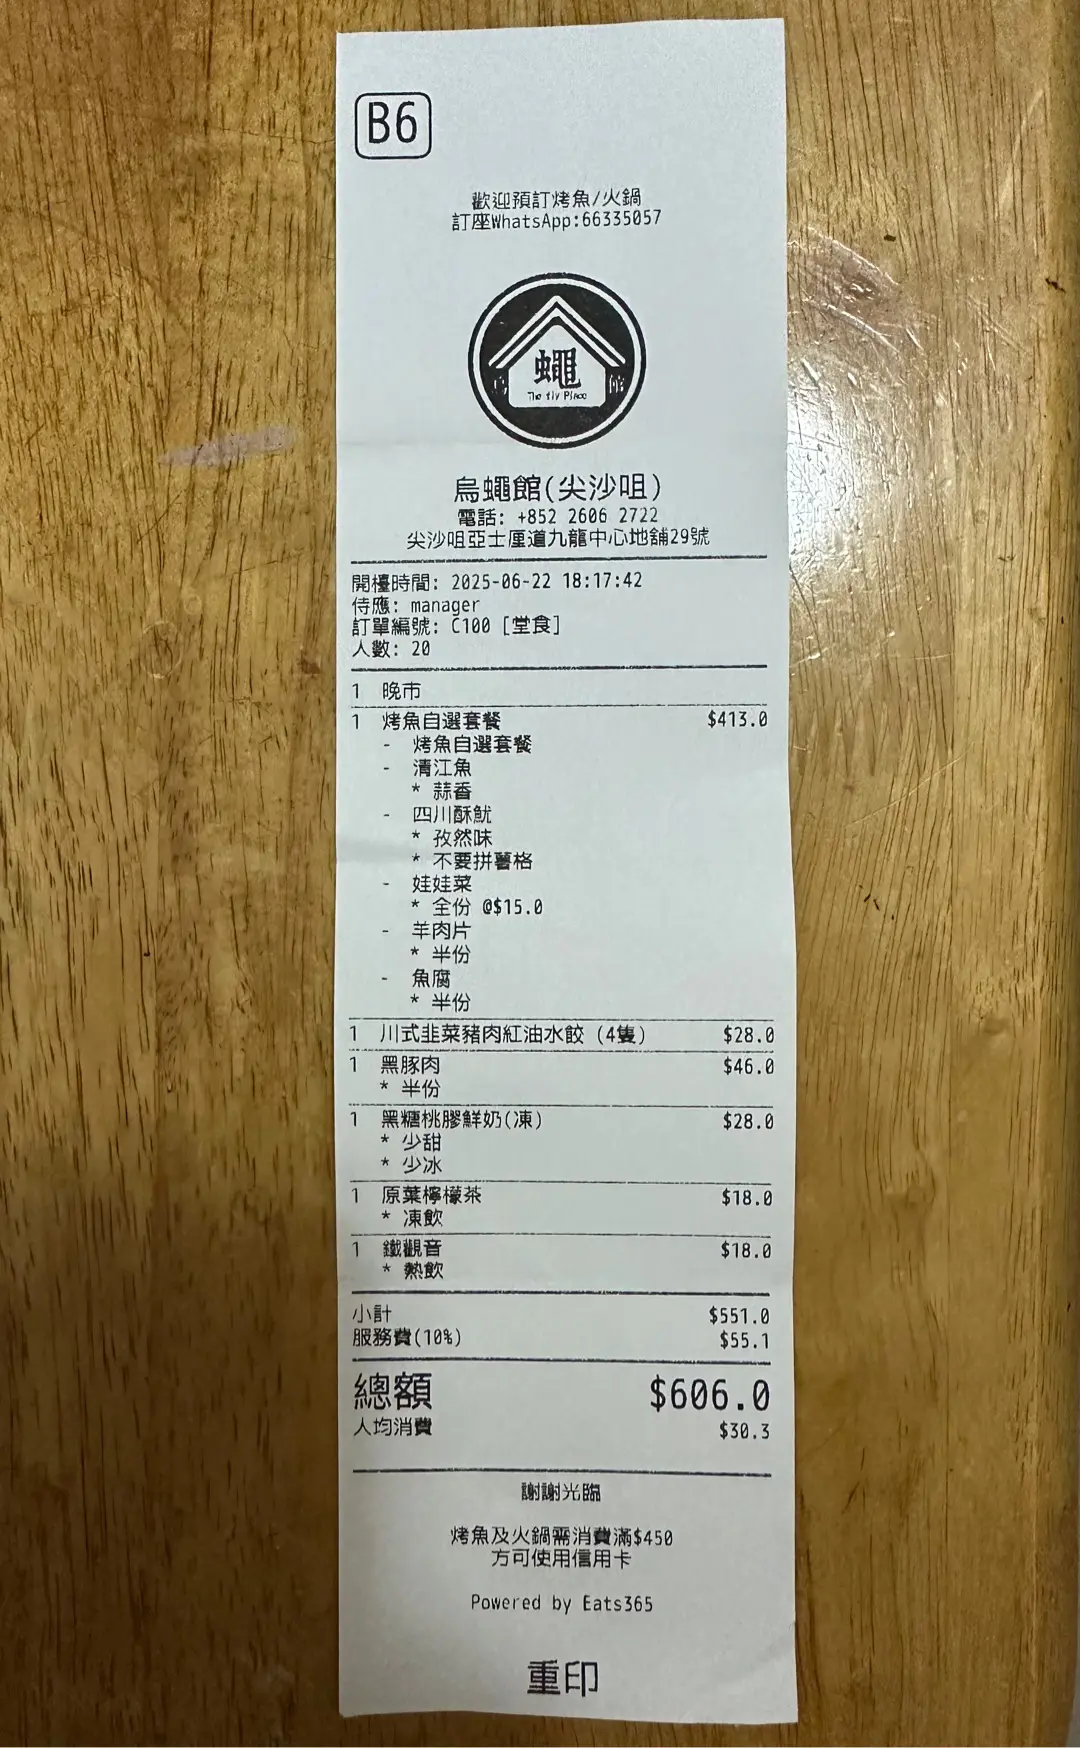 B6
歡迎預訂烤魚/火鍋
訂座WhatsApp:66335057
蠅
The fly Place
烏蠅館(尖沙咀)
電話: +852 2606 2722
尖沙咀亞士厘道九龍中心地舖29號
開檯時間: 2025-06-22 18:17:42
侍應: manager
訂單編號: C100 [堂食]
人數: 20
1 晚市
1 烤魚自選套餐 $413.0
- 烤魚自選套餐
- 清江魚
* 蒜香
- 四川酥魷
* 孜然味
* 不要拼薯格
- 娃娃菜
* 全份 @$15.0
- 羊肉片
* 半份
- 魚腐
* 半份
1 川式韭菜豬肉紅油水餃 (4隻) $28.0
1 黑豚肉 $46.0
* 半份
1 黑糖桃膠鮮奶(凍) $28.0
* 少甜
* 少冰
1 原葉檸檬茶 $18.0
* 凍飲
1 鐵觀音 $18.0
* 熱飲
小計 $551.0
服務費(10%) $55.1
總額 $606.0
人均消費 $30.3
謝謝光臨
烤魚及火鍋需消費滿$450
方可使用信用卡
Powered by Eats365
重印